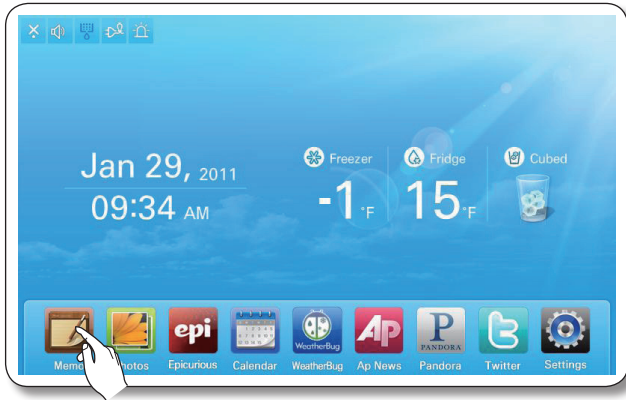 Jan 29, 2011
09:34 AM
Freezer
-1 °F
Fridge
15 °F
Cubed
epi
WeatherBug
AP
P
PANDORA
Photos
Epicurious
Calendar
WeatherBug
Ap News
Pandora
Twitter
Settings